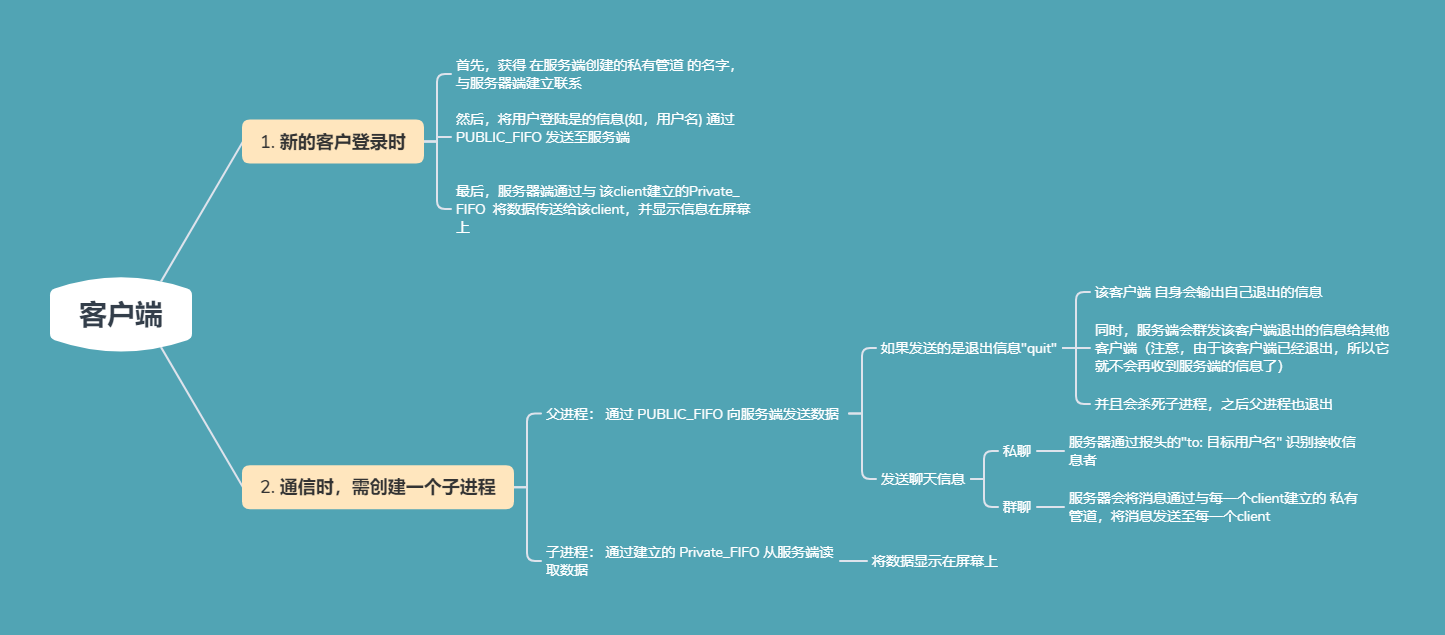 客户端
1. 新的客户登录时
首先，获得 在服务端创建的私有管道 的名字，
与服务器端建立联系
然后，将用户登陆是的信息(如，用户名) 通过
PUBLIC_FIFO 发送至服务端
最后，服务器端通过与 该client建立的Private_
FIFO 将数据传送给该client，并显示信息在屏幕
上
2. 通信时，需创建一个子进程
父进程： 通过 PUBLIC_FIFO 向服务端发送数据
如果发送的是退出信息"quit"
该客户端 自身会输出自己退出的信息
同时，服务端会群发该客户端退出的信息给其他
客户端（注意，由于该客户端已经退出，所以它
就不会再收到服务端的信息了）
并且会杀死子进程，之后父进程也退出
发送聊天信息
私聊
服务器通过报头的"to: 目标用户名" 识别接收信
息者
群聊
服务器会将消息通过与每一个client建立的 私有
管道，将消息发送至每一个client
子进程： 通过建立的 Private_FIFO 从服务端读
取数据
将数据显示在屏幕上